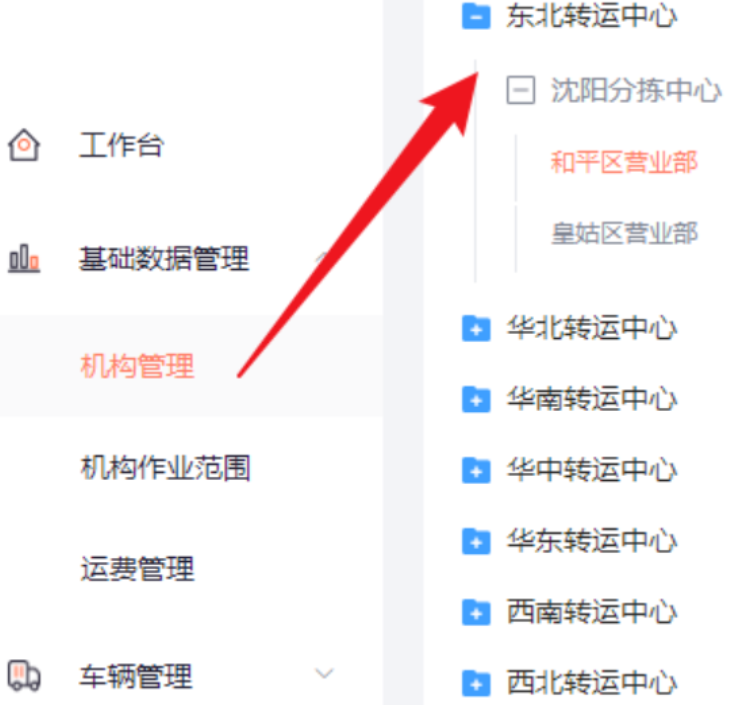 工作台
基础数据管理
机构管理
机构作业范围
运费管理
车辆管理
东北转运中心
沈阳分拣中心
和平区营业部
皇姑区营业部
华北转运中心
华南转运中心
华中转运中心
华东转运中心
西南转运中心
西北转运中心